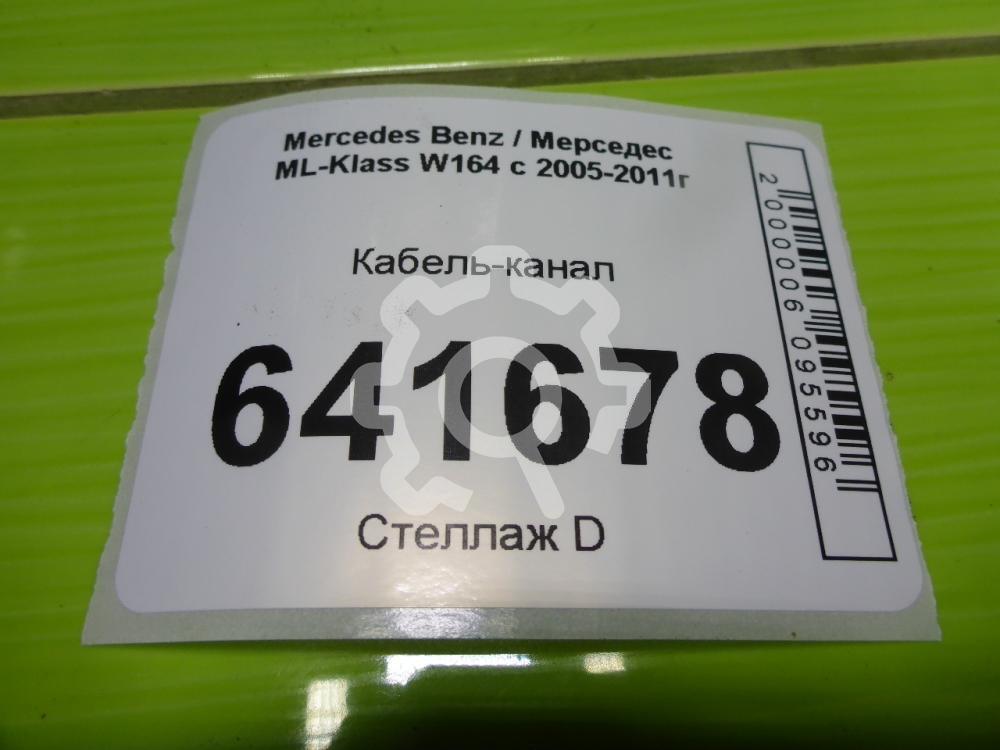 Mercedes Benz / Мерседес
ML-Klass W164 с 2005-2011г
Кабель-канал
641678
Стеллаж D
2000006095596